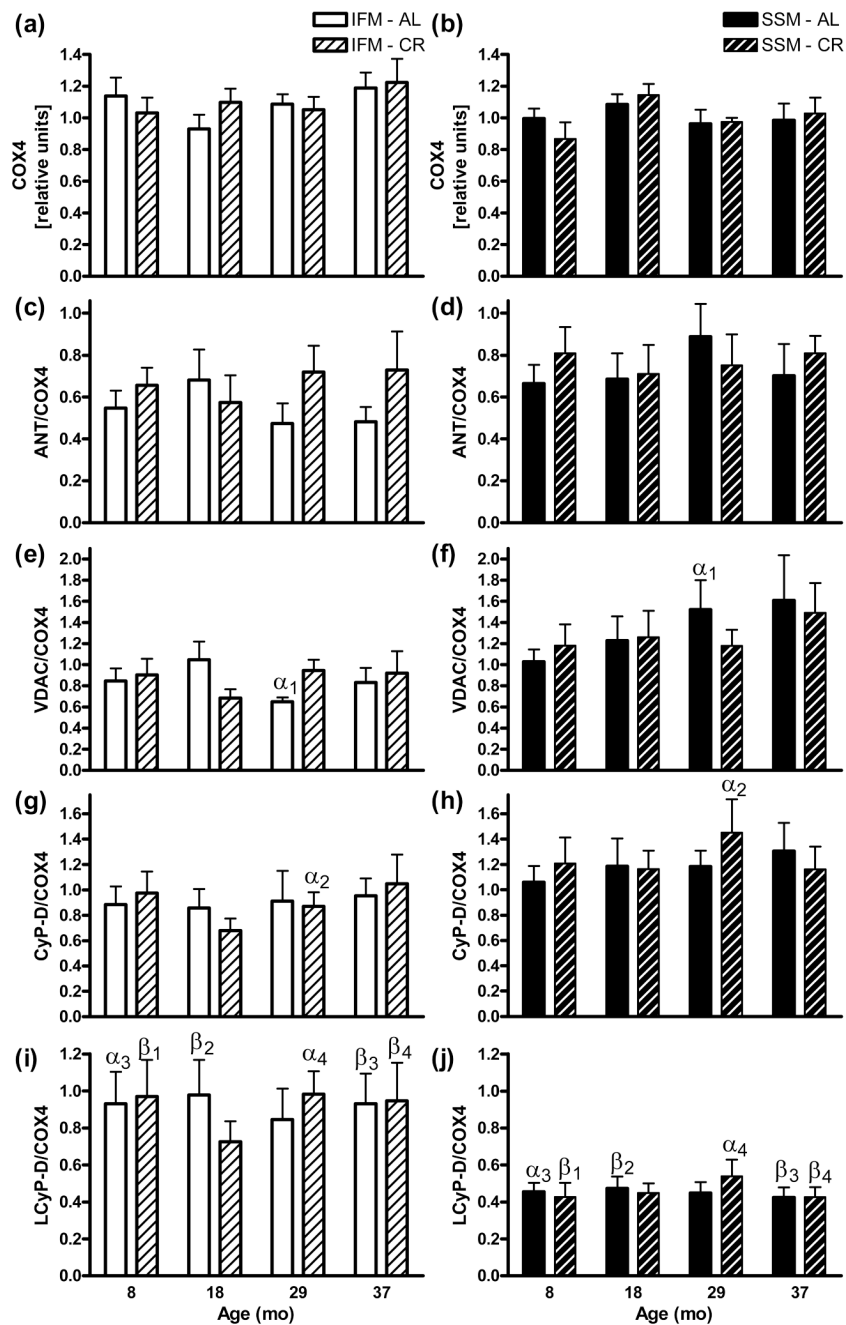 (a)
IFM - AL
IFM - CR
COX4
[relative units]
1.4
1.2
1.0
0.8
0.6
0.4
0.2
0.0
(b)
SSM - AL
SSM - CR
COX4
[relative units]
1.4
1.2
1.0
0.8
0.6
0.4
0.2
0.0
(c)
ANT/COX4
1.0
0.8
0.6
0.4
0.2
0.0
(d)
ANT/COX4
1.0
0.8
0.6
0.4
0.2
0.0
(e)
VDAC/COX4
2.0
1.8
1.6
1.4
1.2
1.0
0.8
0.6
0.4
0.2
0.0
α1
(f)
VDAC/COX4
2.0
1.6
1.4
1.2
1.0
0.8
0.6
0.4
0.2
0.0
α1
(g)
CyP-D/COX4
1.6
1.4
1.2
1.0
0.8
0.6
0.4
0.2
0.0
α2
(h)
CyP-D/COX4
1.6
1.4
1.2
1.0
0.8
0.6
0.4
0.2
0.0
α2
(i)
LCyP-D/COX4
1.2
1.0
0.8
0.6
0.4
0.2
0.0
α3 β1 β2 α4 β3 β4
8 18 29 37
Age (mo)
(j)
LCyP-D/COX4
1.2
1.0
0.8
0.6
0.4
0.2
0.0
α3 β1 β2 α4 β3 β4
8 18 29 37
Age (mo)